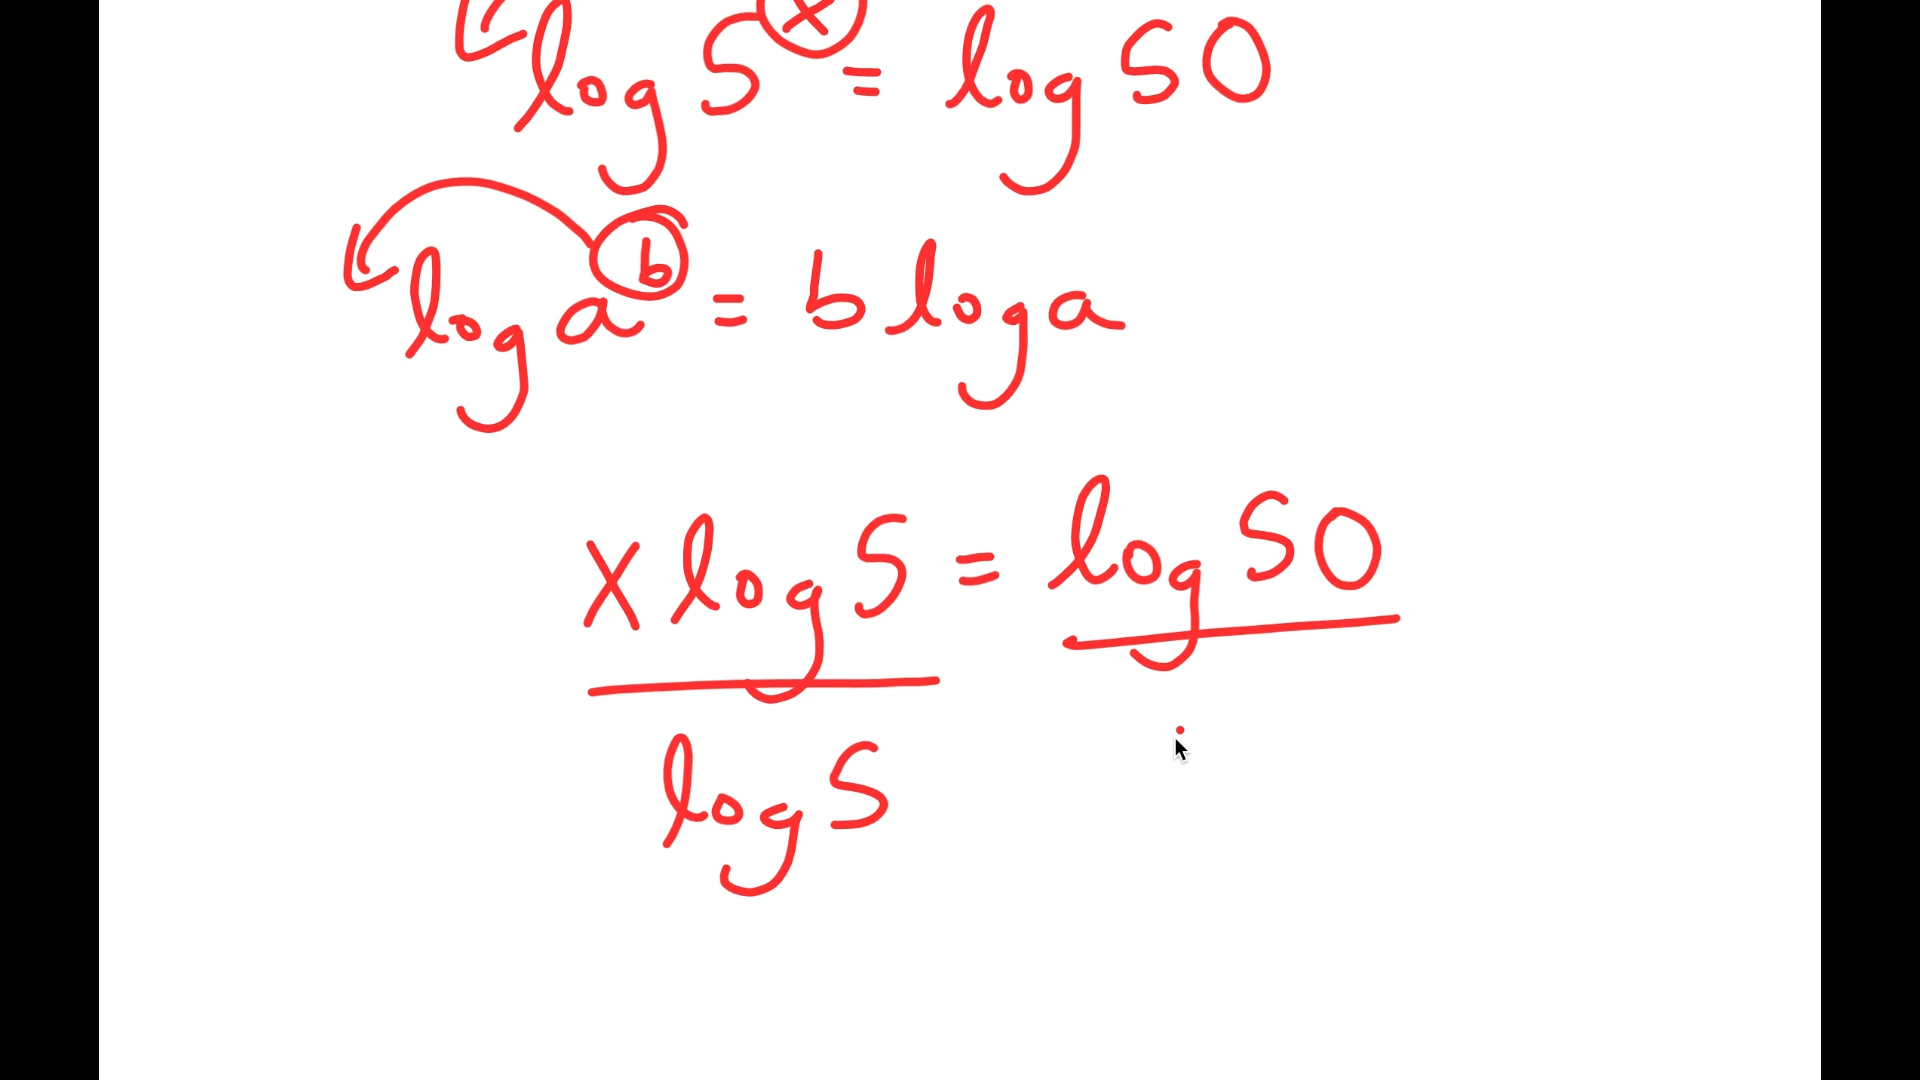 log 5^x = log 50
log a^b = b log a
x log 5 = log 50
log 5